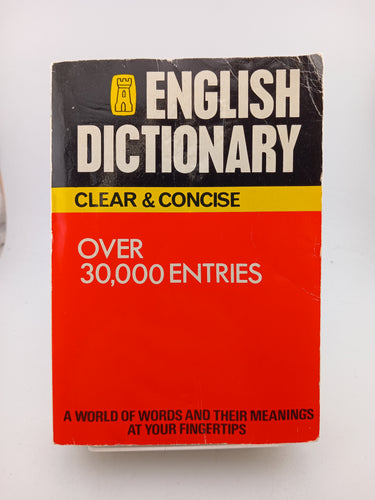 ENGLISH
DICTIONARY
CLEAR & CONCISE
OVER
30,000 ENTRIES
A WORLD OF WORDS AND THEIR MEANINGS
AT YOUR FINGERTIPS